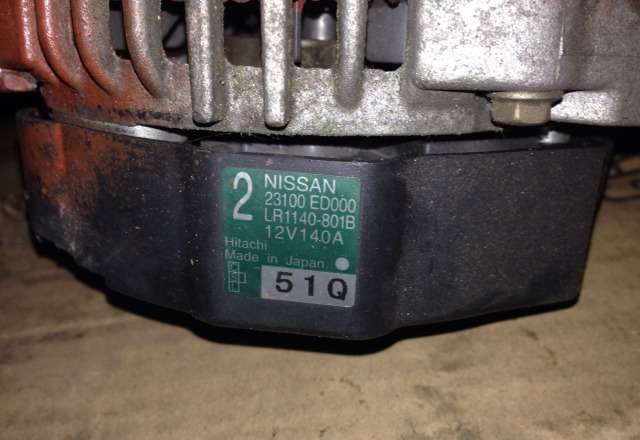 2
NISSAN
23100 ED000
LR1140-801B
12V140A
Hitachi
Made in Japan.
51Q